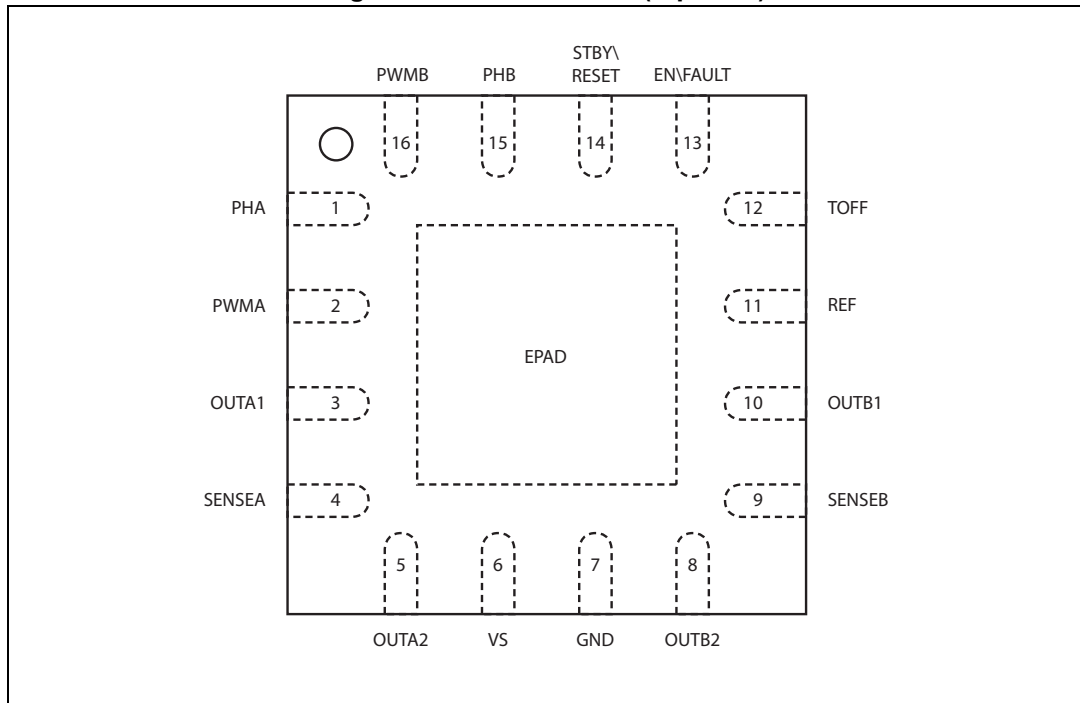 STBY\
PWMB PHB RESET EN\FAULT
16 15 14 13
PHA 1 12 TOFF
PWMA 2 11 REF
EPAD
OUTA1 3 10 OUTB1
SENSEA 4 9 SENSEB
5 6 7 8
OUTA2 VS GND OUTB2